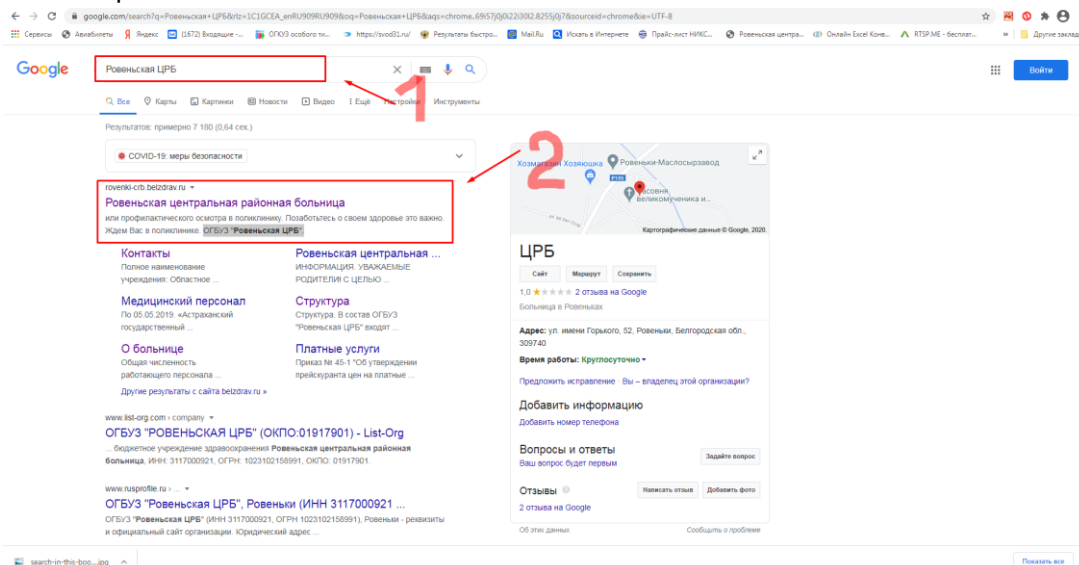 google.com/search?q=Ровеньская+ЦРБ&rlz=1C1GCEA_enRU909RU909&oq=Ровеньская+ЦРБ&aqs=chrome..69i57j0j0i22i30l2.8255j0j7&sourceid=chrome&ie=UTF-8
Сервисы Авиабилеты Яндекс (1672) Входящие -... ОГКУЗ особого ти... https://svod31.ru/ Результаты быстро... Mail.Ru Искать в Интернете Прайс-лист НИКС... Ровеньская центра... Онлайн Excel Конв... RTSP.ME - бесплат... » Другие заклад
Google Ровеньская ЦРБ Войти
1
Все Карты Картинки Новости Видео Ещё Настройки Инструменты
Результатов: примерно 7 180 (0,64 сек.)
COVID-19: меры безопасности
2
rovenki-crb.belzdrav.ru
Ровеньская центральная районная больница
или профилактического осмотра в поликлинику. Позаботьтесь о своем здоровье это важно.
Ждем Вас в поликлинике. ОГБУЗ "Ровеньская ЦРБ".
Контакты
Полное наименование
учреждения: Областное ...
Ровеньская центральная ...
ИНФОРМАЦИЯ. УВАЖАЕМЫЕ
РОДИТЕЛИ! С ЦЕЛЬЮ ...
Медицинский персонал
По 05.05.2019. «Астраханский
государственный ...
Структура
Структура. В состав ОГБУЗ
"Ровеньская ЦРБ" входят ...
О больнице
Общая численность
работающего персонала ...
Платные услуги
Приказ № 45-1 "Об утверждении
прейскуранта цен на платные ...
Другие результаты с сайта belzdrav.ru »
www.list-org.com › company
ОГБУЗ "РОВЕНЬСКАЯ ЦРБ" (ОКПО:01917901) - List-Org
... бюджетное учреждение здравоохранения Ровеньская центральная районная
больница, ИНН: 3117000921, ОГРН: 1023102158991, ОКПО: 01917901.
www.rusprofile.ru › ...
ОГБУЗ "Ровеньская ЦРБ", Ровеньки (ИНН 3117000921 ...
ОГБУЗ "Ровеньская ЦРБ" (ИНН 3117000921, ОГРН 1023102158991), Ровеньки - реквизиты
и официальный сайт организации. Юридический адрес ...
Хозмагазин Хозяюшка
Ровеньки-Маслосырзавод
великомученика и...
Картографические данные © Google, 2020.
ЦРБ
Сайт Маршрут Сохранить
1,0 2 отзыва на Google
Больница в Ровеньках
Адрес: ул. имени Горького, 52, Ровеньки, Белгородская обл.,
309740
Время работы: Круглосуточно
Предложить исправление · Вы – владелец этой организации?
Добавить информацию
Добавить номер телефона
Вопросы и ответы
Ваш вопрос будет первым
Задайте вопрос
Отзывы
Написать отзыв Добавить фото
2 отзыва на Google
Об этих данных Сообщить о проблеме
search-in-this-boo....jpg Показать все